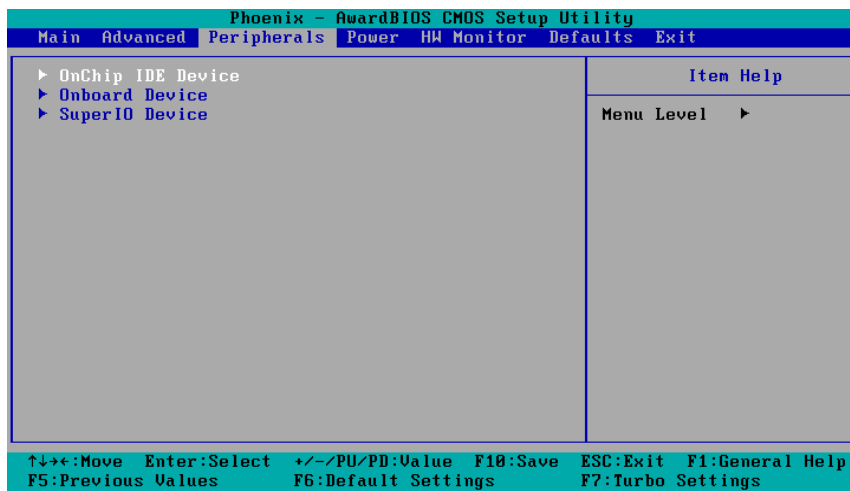 Phoenix - AwardBIOS CMOS Setup Utility
Main Advanced Peripherals Power HW Monitor Defaults Exit
▶ OnChip IDE Device
▶ Onboard Device
▶ SuperIO Device
Item Help
Menu Level ▶
↑↓→←:Move Enter:Select +/-/PU/PD:Value F10:Save ESC:Exit F1:General Help
F5:Previous Values F6:Default Settings F7:Turbo Settings